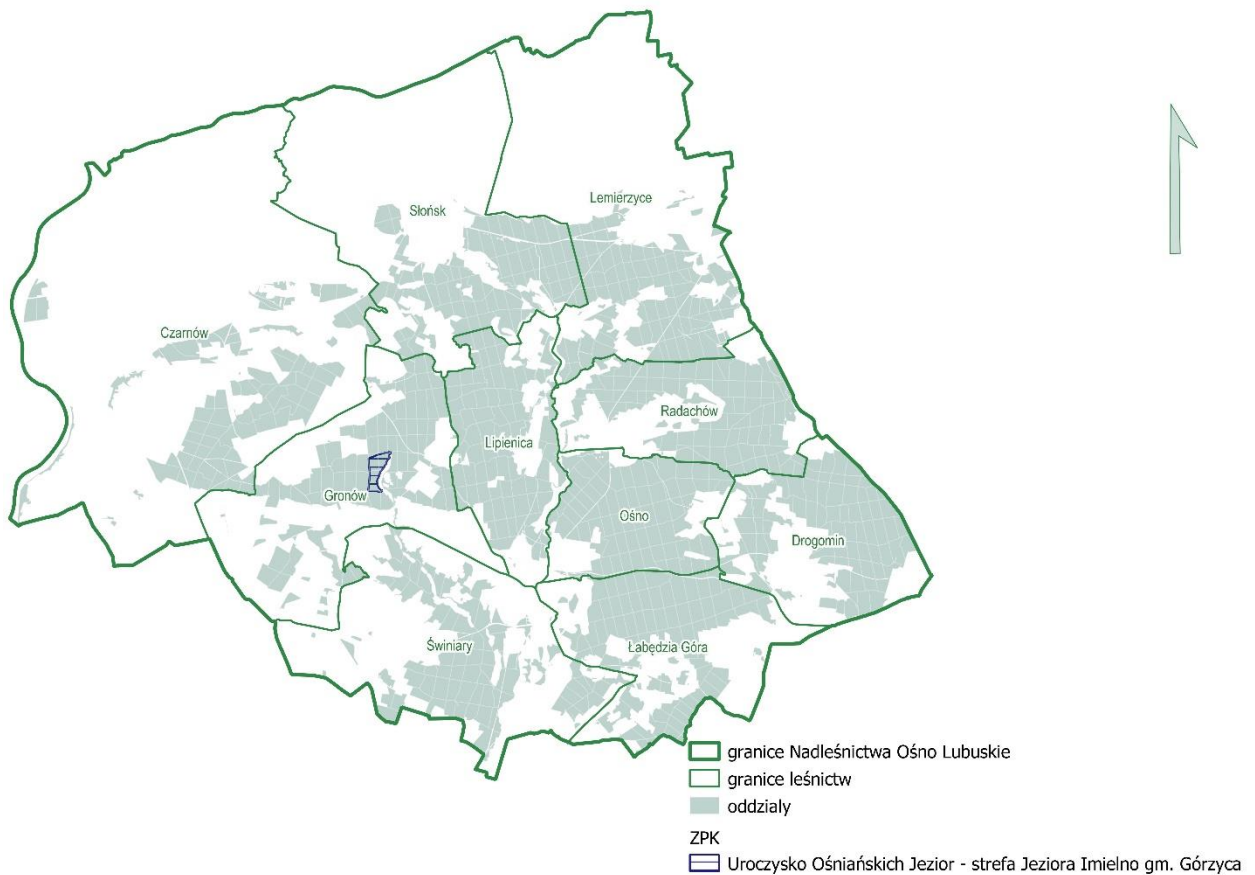 Słońsk
Lemierzyce
Czarnów
Radachów
Lipienica
Gronów
Ośno
Drogomin
Świniary
Łabędzia Góra
granice Nadleśnictwa Ośno Lubuskie
granice leśnictw
oddzialy
ZPK
Uroczysko Ośniańskich Jezior - strefa Jeziora Imielno gm. Górzyca